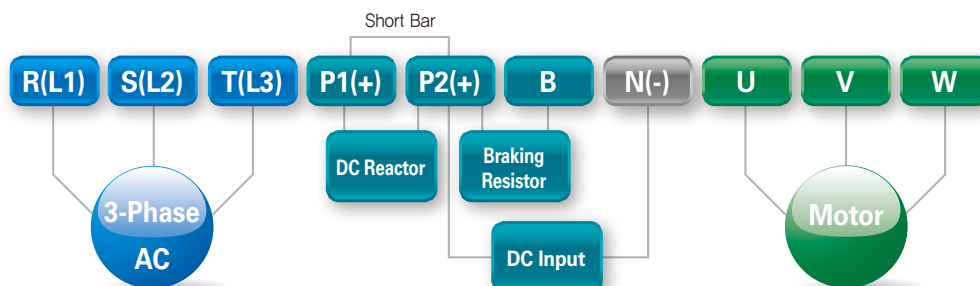 Short Bar
R(L1)
S(L2)
T(L3)
P1(+)
P2(+)
B
N(-)
U
V
W
DC Reactor
Braking
Resistor
3-Phase
AC
Motor
DC Input